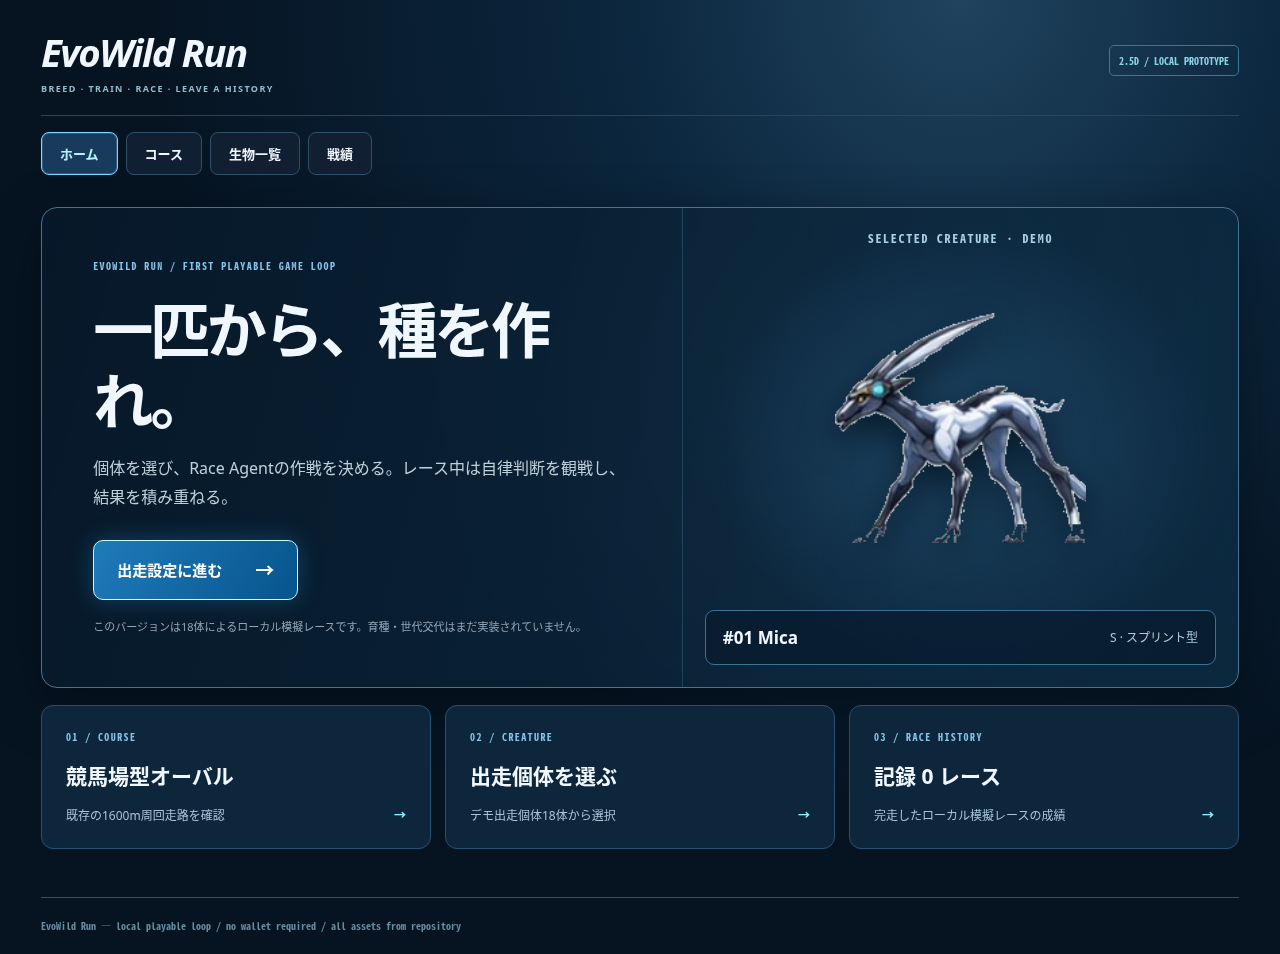 EvoWild Run
BREED · TRAIN · RACE · LEAVE A HISTORY
2.5D / LOCAL PROTOTYPE
ホーム
コース
生物一覧
戦績
EVOWILD RUN / FIRST PLAYABLE GAME LOOP
一匹から、種を作
れ。
個体を選び、Race Agentの作戦を決める。レース中は自律判断を観戦し、
結果を積み重ねる。
出走設定に進む →
このバージョンは18体によるローカル模擬レースです。育種・世代交代はまだ実装されていません。
SELECTED CREATURE · DEMO
#01 Mica
S · スプリント型
01 / COURSE
競馬場型オーバル
既存の1600m周回走路を確認 →
02 / CREATURE
出走個体を選ぶ
デモ出走個体18体から選択 →
03 / RACE HISTORY
記録 0 レース
完走したローカル模擬レースの成績 →
EvoWild Run — local playable loop / no wallet required / all assets from repository